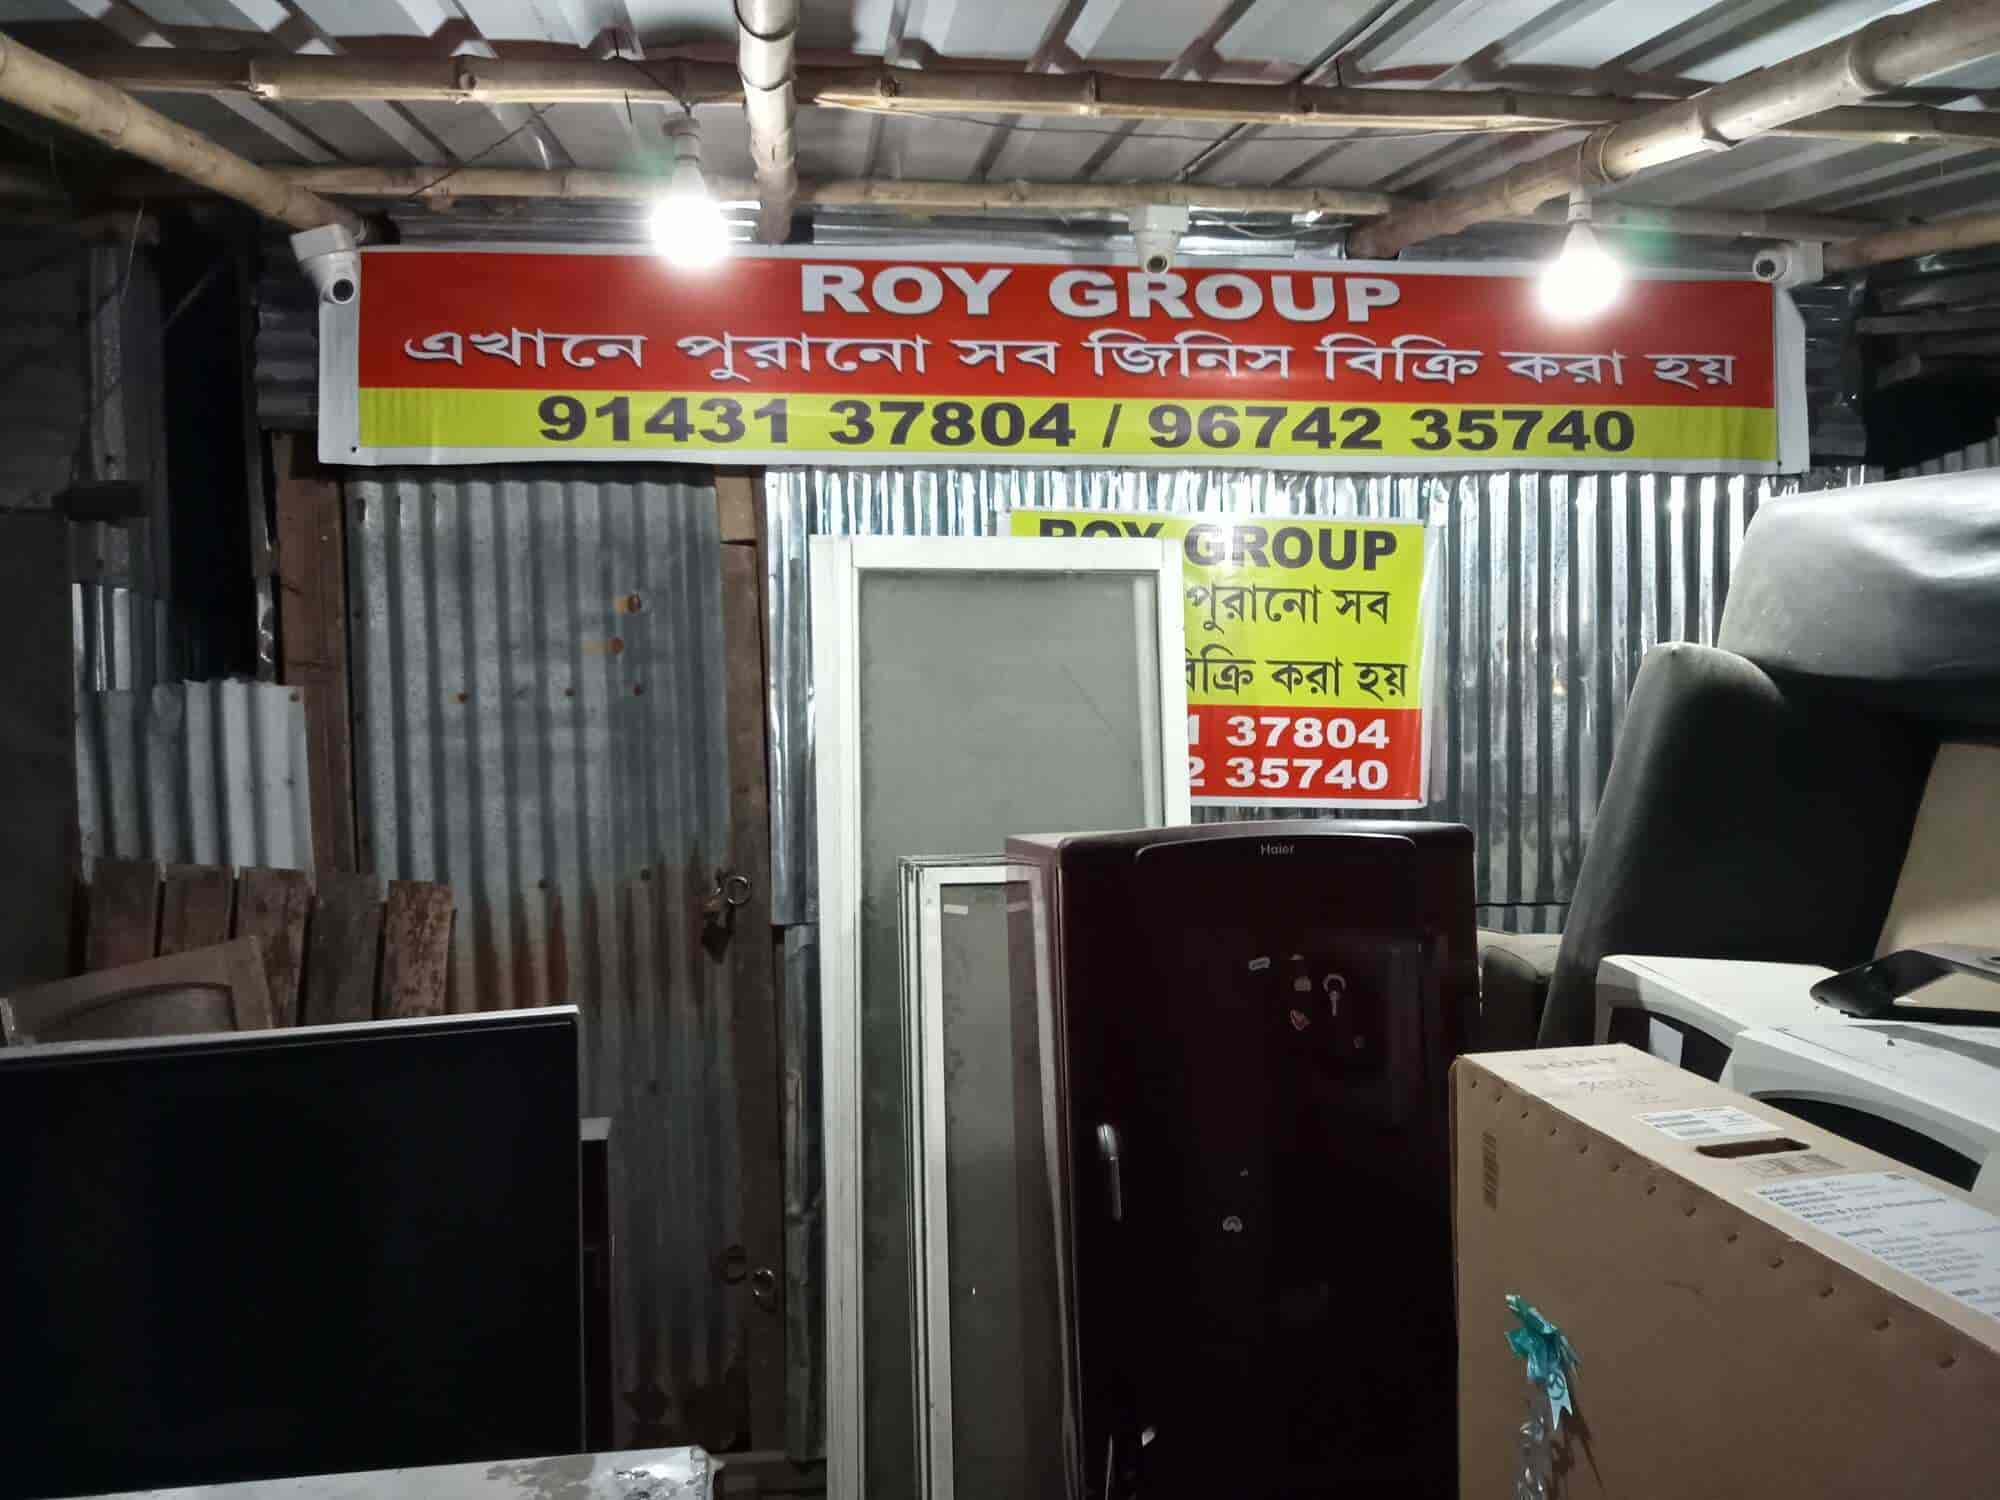 ROY GROUP
এখানে পুরানো সব জিনিস বিক্রি করা হয়
91431 37804 / 96742 35740
ROY GROUP
পুরানো সব
বিক্রি করা হয়
1 37804
2 35740
Haier
SONY